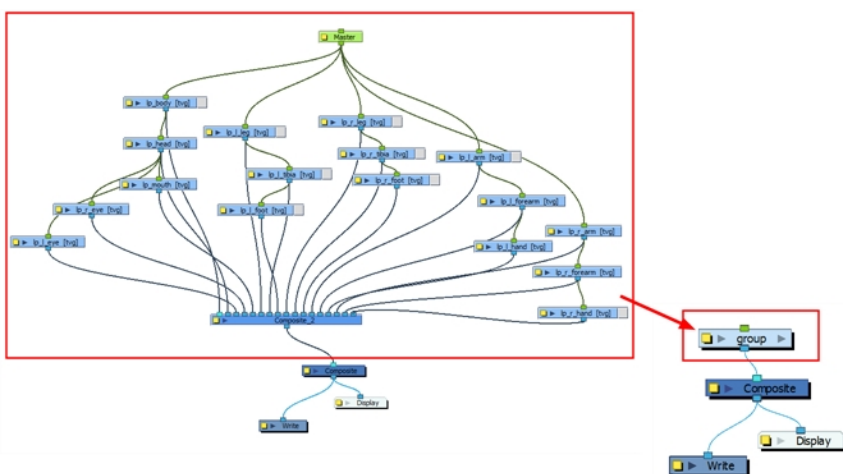 Master
lp_body [tvg]
lp_l_leg [tvg]
lp_r_leg [tvg]
lp_head [tvg]
lp_r_tibia [tvg]
lp_l_arm [tvg]
lp_l_tibia [tvg]
lp_r_foot [tvg]
lp_mouth [tvg]
lp_l_forearm [tvg]
lp_r_eye [tvg]
lp_l_foot [tvg]
lp_r_arm [tvg]
lp_l_eye [tvg]
lp_l_hand [tvg]
lp_r_forearm [tvg]
lp_r_hand [tvg]
Composite_2
group
Composite
Composite
Display
Write
Display
Write